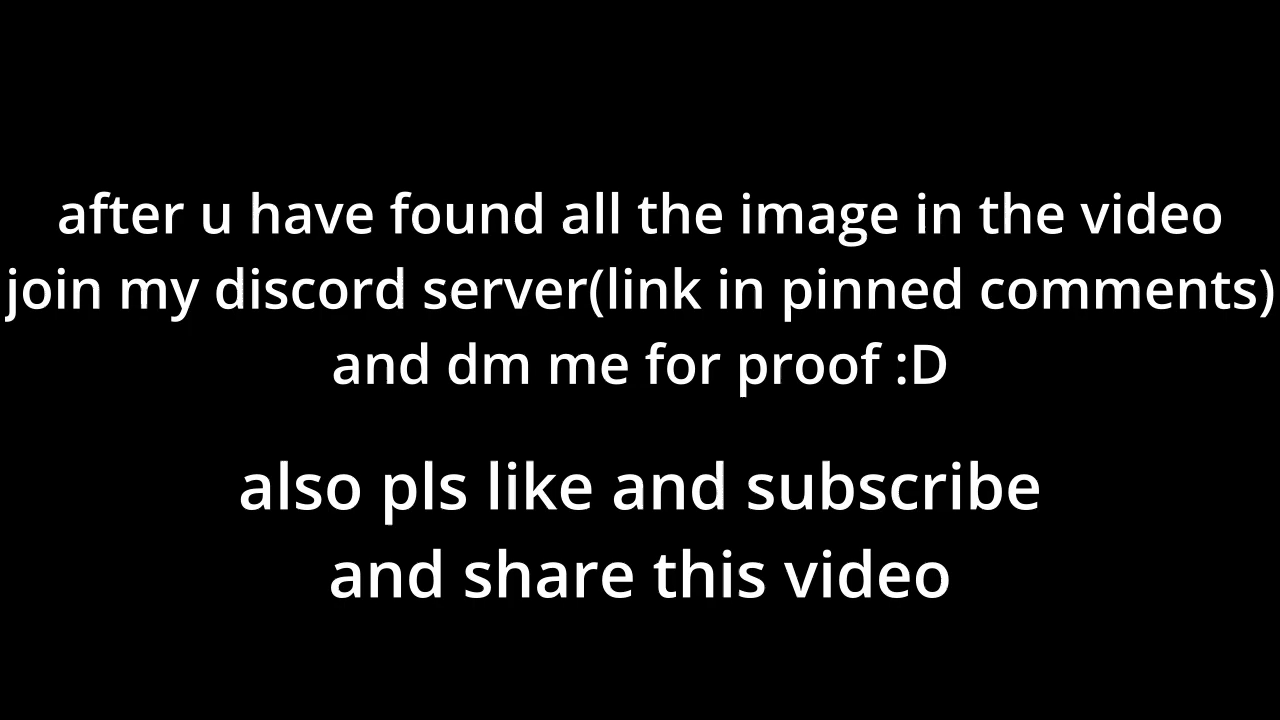 after u have found all the image in the video
join my discord server(link in pinned comments)
and dm me for proof :D
also pls like and subscribe
and share this video